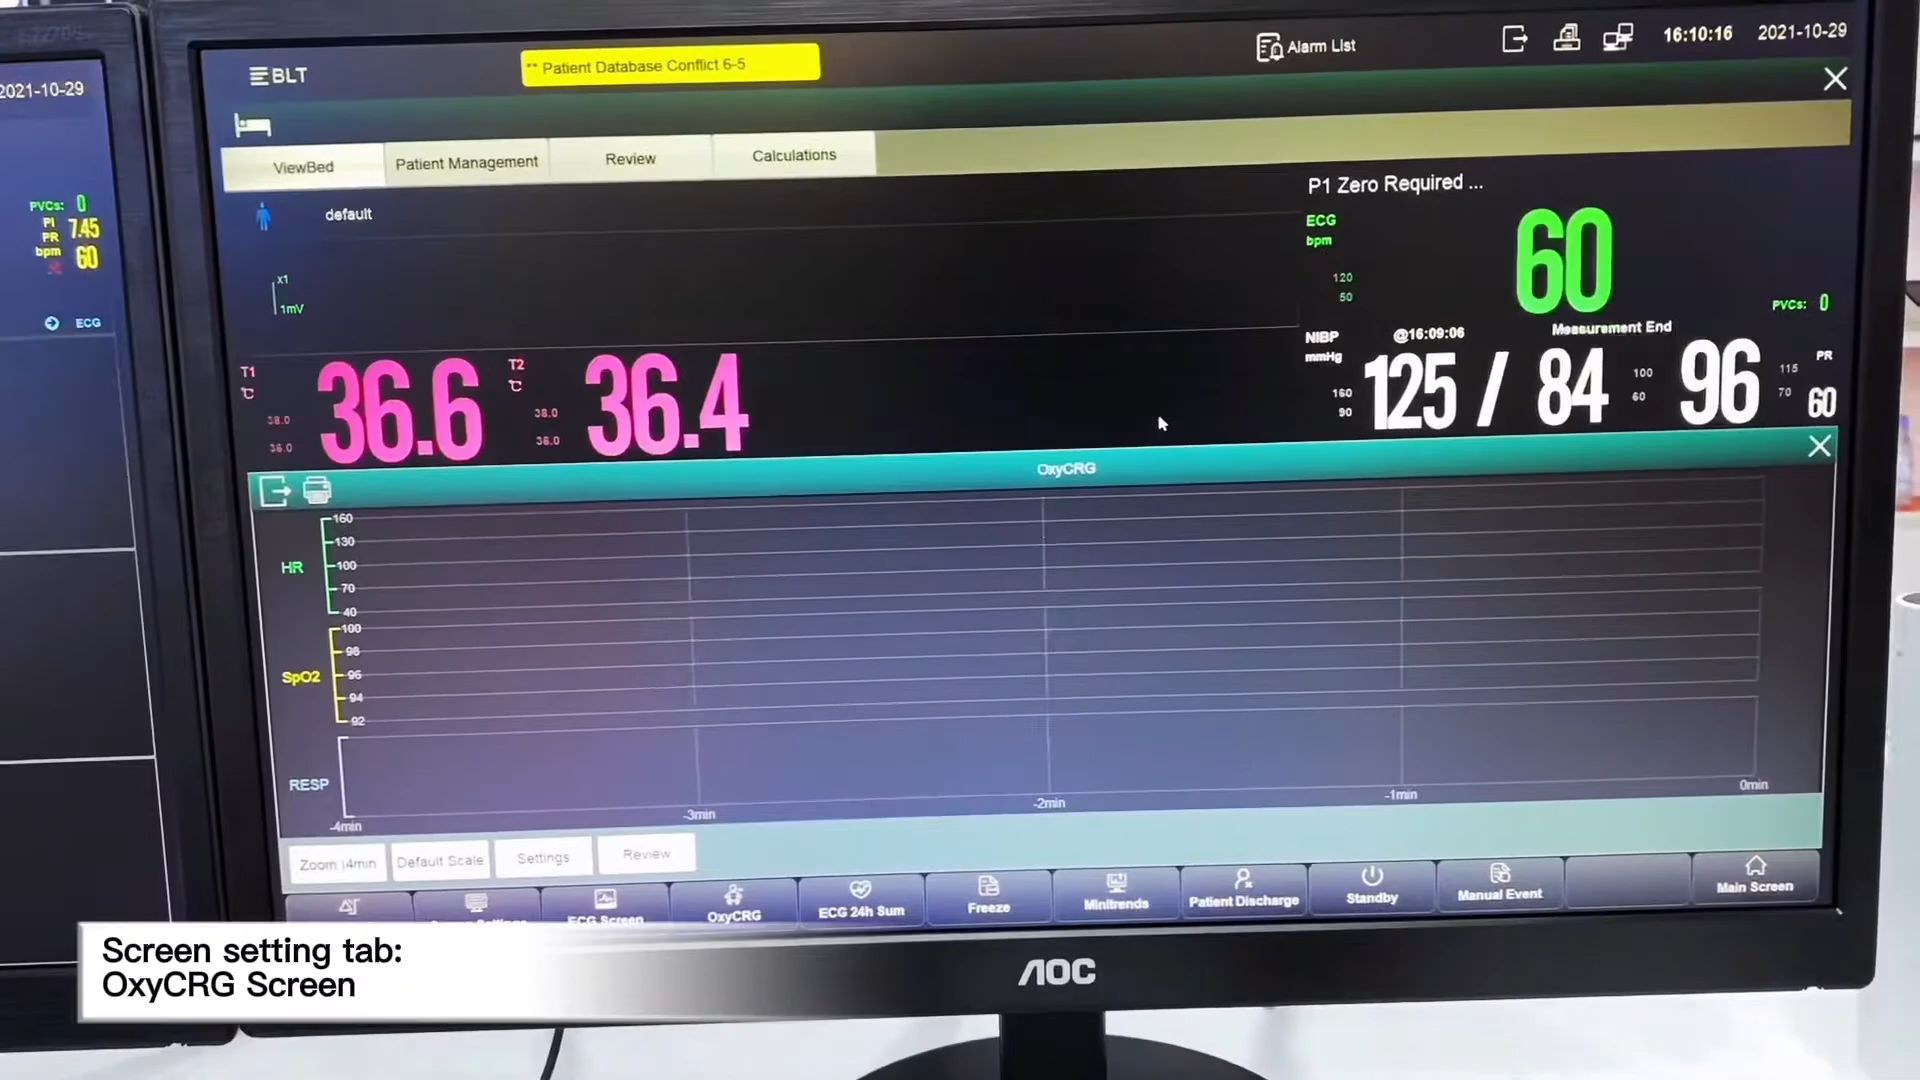 2021-10-29
PVCs: 0
PI 7.45
PR
bpm 60
ECG
BLT
** Patient Database Conflict 6-5
Alarm List
16:10:16
2021-10-29
ViewBed
Patient Management
Review
Calculations
default
x1
1mV
P1 Zero Required ...
ECG
bpm
120
50
60
PVCs: 0
NIBP
mmHg
@16:09:06
Measurement End
160
90
125 / 84
100
60
96
115
70
PR
60
T1
℃
38.0
36.0
36.6
T2
℃
38.0
36.0
36.4
OxyCRG
HR
160
130
100
70
40
SpO2
100
98
96
94
92
RESP
-4min
-3min
-2min
-1min
0min
Zoom |4min
Default Scale
Settings
Review
ECG Screen
OxyCRG
ECG 24h Sum
Freeze
Minitrends
Patient Discharge
Standby
Manual Event
Main Screen
Screen setting tab:
OxyCRG Screen
AOC